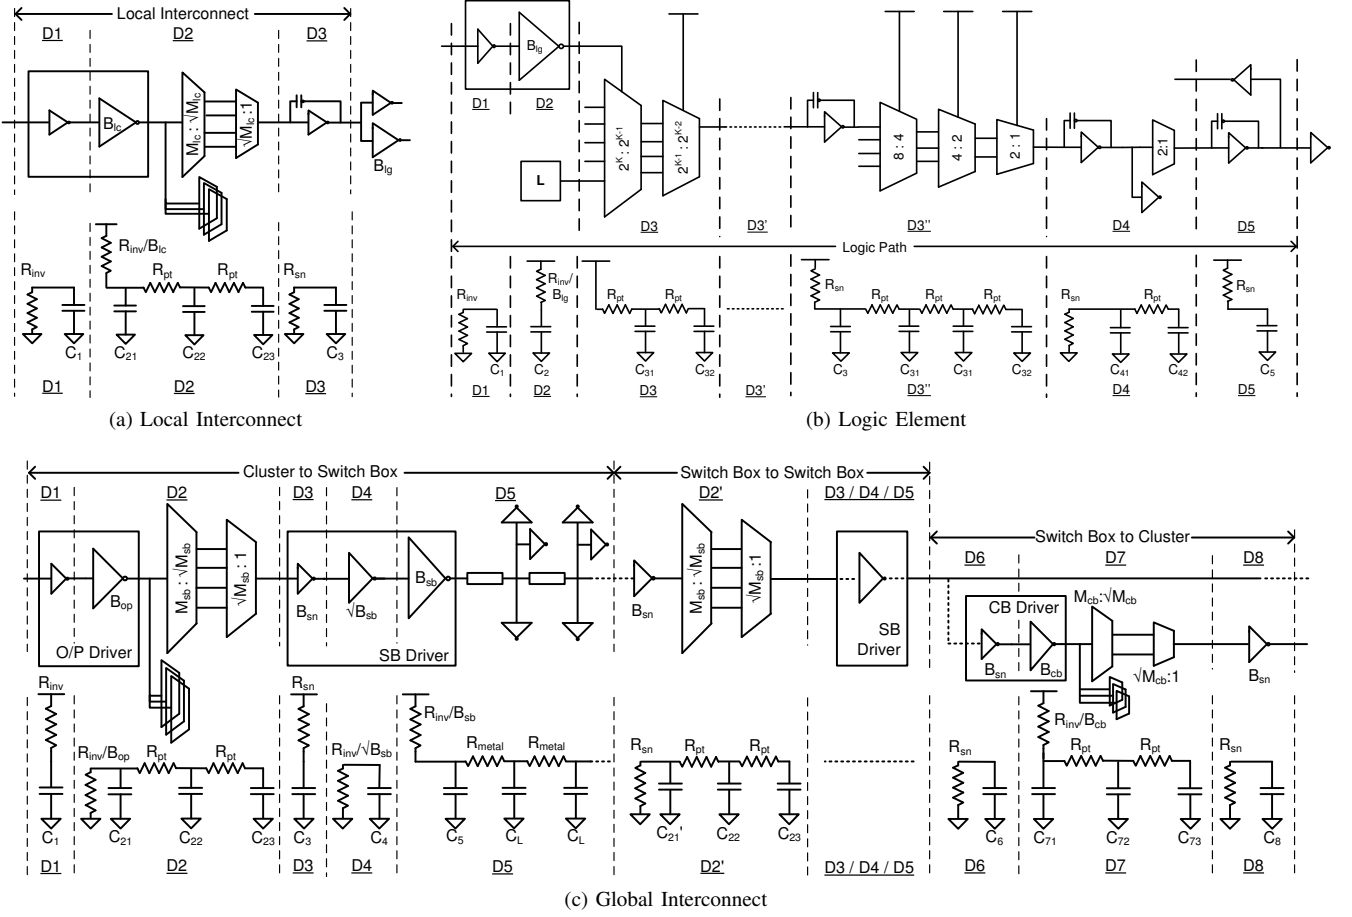 Local Interconnect
D1 D2 D3
B_lc
M_lc : √M_lc
√M_lc : 1
B_lg
R_inv R_inv/B_lc R_pt R_pt R_sn
C_1 C_21 C_22 C_23 C_3
D1 D2 D3
(a) Local Interconnect
B_lg
D1 D2
L
2^K : 2^K-1
2^K-1 : 2^K-2
8 : 4
4 : 2
2 : 1
2:1
D3 D3' D3'' D4 D5
Logic Path
R_inv R_inv/ B_lg R_pt R_pt R_sn R_pt R_pt R_pt R_sn R_pt R_sn
C_1 C_2 C_31 C_32 C_3 C_31 C_31 C_32 C_41 C_42 C_5
D1 D2 D3 D3' D3'' D4 D5
(b) Logic Element
Cluster to Switch Box Switch Box to Switch Box
D1 D2 D3 D4 D5 D2' D3 / D4 / D5
Switch Box to Cluster
D6 D7 D8
B_op
O/P Driver
M_sb : √M_sb
√M_sb : 1
B_sn √B_sb B_sb
SB Driver
B_sn
M_sb : √M_sb
√M_sb : 1
SB
Driver
CB Driver
B_sn B_cb
M_cb:√M_cb
√M_cb:1
B_sn
R_inv R_inv/B_op R_pt R_pt R_sn R_inv/√B_sb R_inv/B_sb R_metal R_metal R_sn R_pt R_pt R_sn R_inv/B_cb R_pt R_pt R_sn
C_1 C_21 C_22 C_23 C_3 C_4 C_5 C_L C_L C_21' C_22 C_23 C_6 C_71 C_72 C_73 C_8
D1 D2 D3 D4 D5 D2' D3 / D4 / D5 D6 D7 D8
(c) Global Interconnect